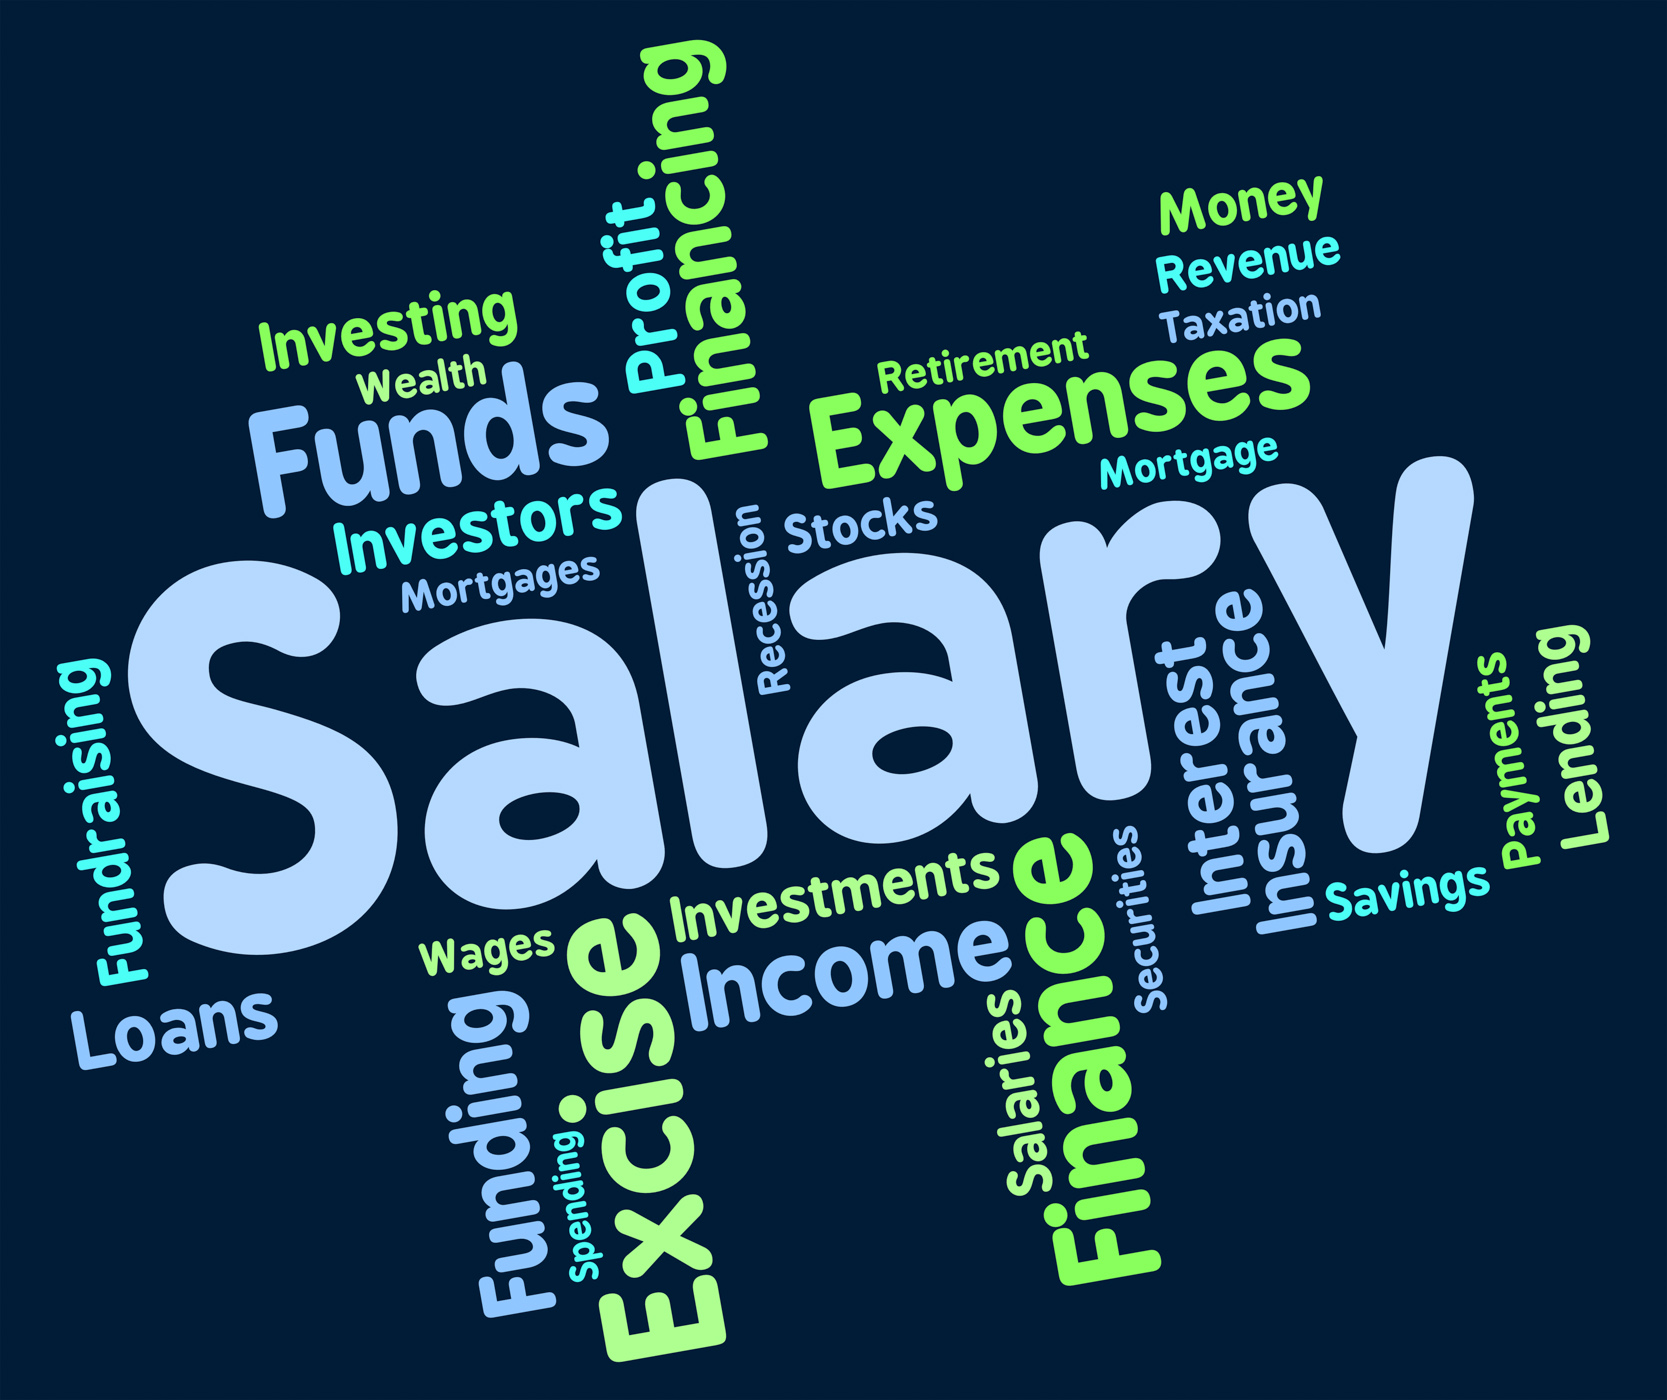 Financing
Profit
Money
Revenue
Taxation
Investing
Wealth
Funds
Retirement
Expenses
Mortgage
Investors
Mortgages
Stocks
Recession
Salary
Fundraising
Interest
Insurance
Payments
Lending
Savings
Investments
Wages
Income
Excise
Finance
Securities
Loans
Funding
Spending
Salaries